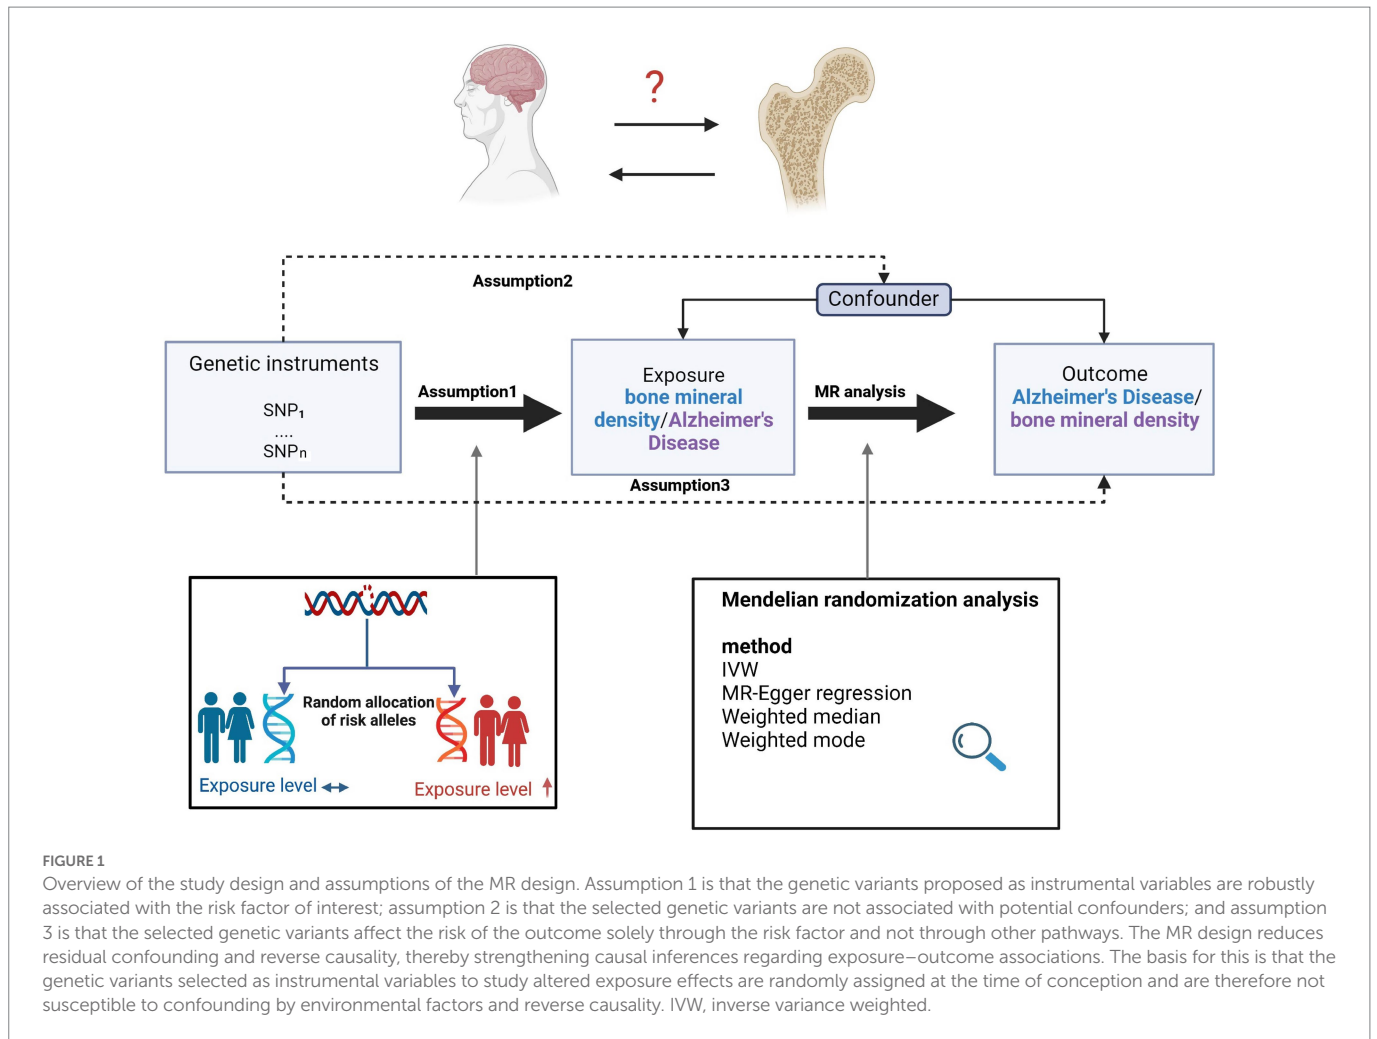 ?
Assumption2
Confounder
Genetic instruments
SNP1
....
SNPn
Assumption1
Exposure
bone mineral
density/Alzheimer's
Disease
MR analysis
Outcome
Alzheimer's Disease/
bone mineral density
Assumption3
Random allocation
of risk alleles
Exposure level
Exposure level
Mendelian randomization analysis
method
IVW
MR-Egger regression
Weighted median
Weighted mode
FIGURE 1
Overview of the study design and assumptions of the MR design. Assumption 1 is that the genetic variants proposed as instrumental variables are robustly
associated with the risk factor of interest; assumption 2 is that the selected genetic variants are not associated with potential confounders; and assumption
3 is that the selected genetic variants affect the risk of the outcome solely through the risk factor and not through other pathways. The MR design reduces
residual confounding and reverse causality, thereby strengthening causal inferences regarding exposure–outcome associations. The basis for this is that the
genetic variants selected as instrumental variables to study altered exposure effects are randomly assigned at the time of conception and are therefore not
susceptible to confounding by environmental factors and reverse causality. IVW, inverse variance weighted.